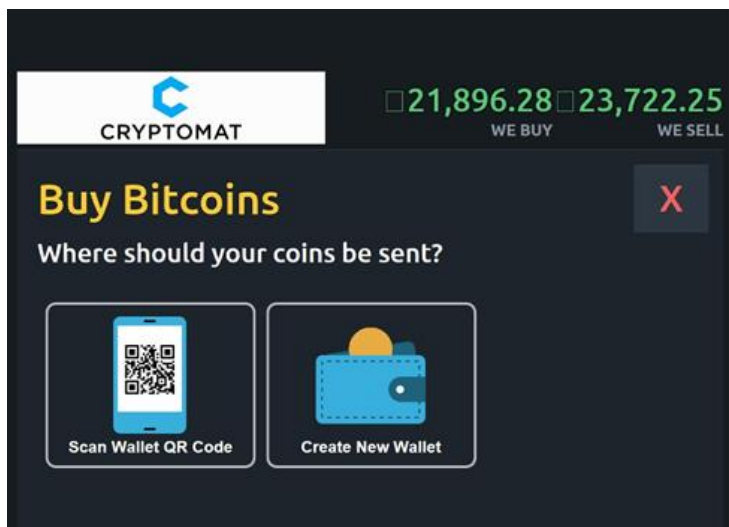 CRYPTOMAT
21,896.28 23,722.25
WE BUY WE SELL
Buy Bitcoins
X
Where should your coins be sent?
Scan Wallet QR Code
Create New Wallet